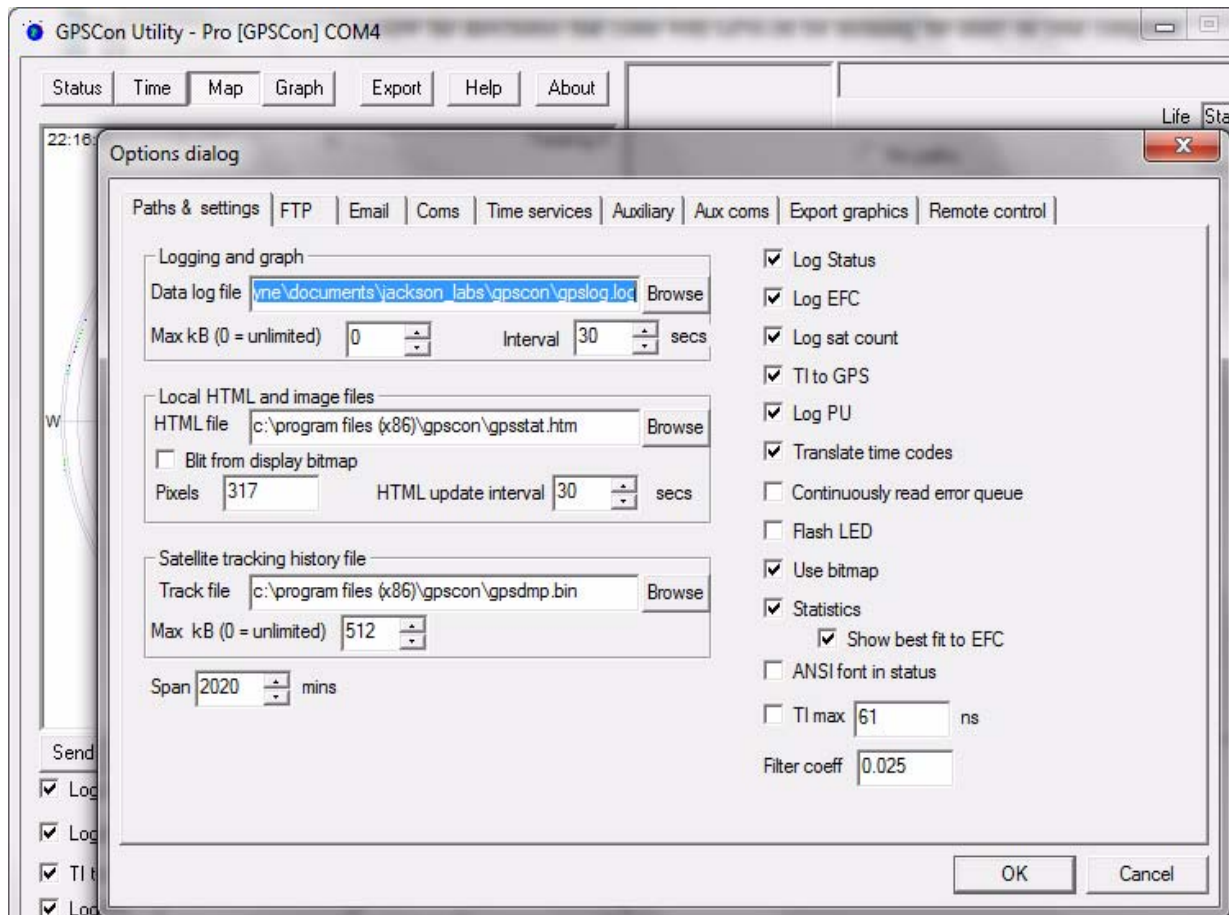 GPSCon Utility - Pro [GPSCon] COM4
Status Time Map Graph Export Help About
Life Sta
22:16:
Options dialog
Paths & settings FTP Email Coms Time services Auxiliary Aux coms Export graphics Remote control
Logging and graph
Data log file yne\documents\jackson_labs\gpscon\gpslog.log Browse
Max kB (0 = unlimited) 0 Interval 30 secs
Local HTML and image files
HTML file c:\program files (x86)\gpscon\gpsstat.htm Browse
Blit from display bitmap
Pixels 317 HTML update interval 30 secs
Satellite tracking history file
Track file c:\program files (x86)\gpscon\gpsdmp.bin Browse
Max kB (0 = unlimited) 512
Span 2020 mins
Log Status
Log EFC
Log sat count
TI to GPS
Log PU
Translate time codes
Continuously read error queue
Flash LED
Use bitmap
Statistics
Show best fit to EFC
ANSI font in status
TI max 61 ns
Filter coeff 0.025
OK Cancel
W
Send
Log
Log
TI t
Log